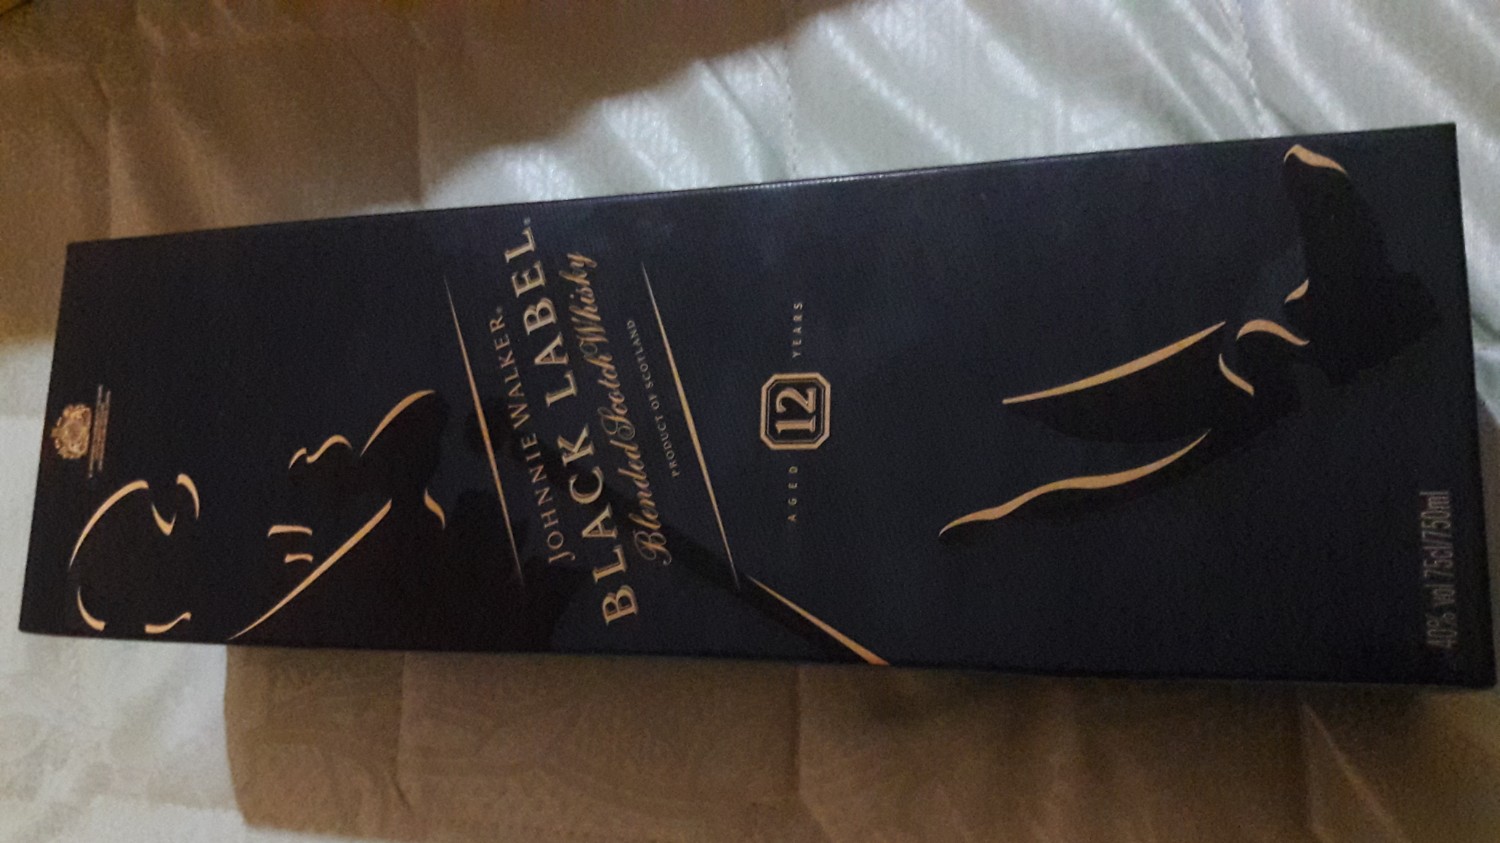 JOHNNIE WALKER®
BLACK LABEL®
Blended Scotch Whisky
PRODUCT OF SCOTLAND
AGED 12 YEARS
40% vol 75cl/750ml